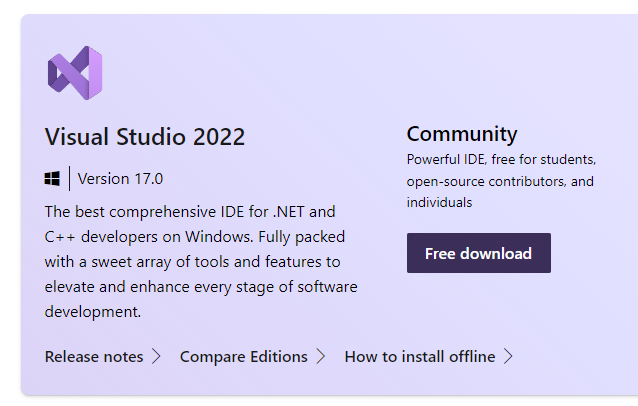 Visual Studio 2022
Version 17.0
The best comprehensive IDE for .NET and
C++ developers on Windows. Fully packed
with a sweet array of tools and features to
elevate and enhance every stage of software
development.
Community
Powerful IDE, free for students,
open-source contributors, and
individuals
Free download
Release notes
Compare Editions
How to install offline